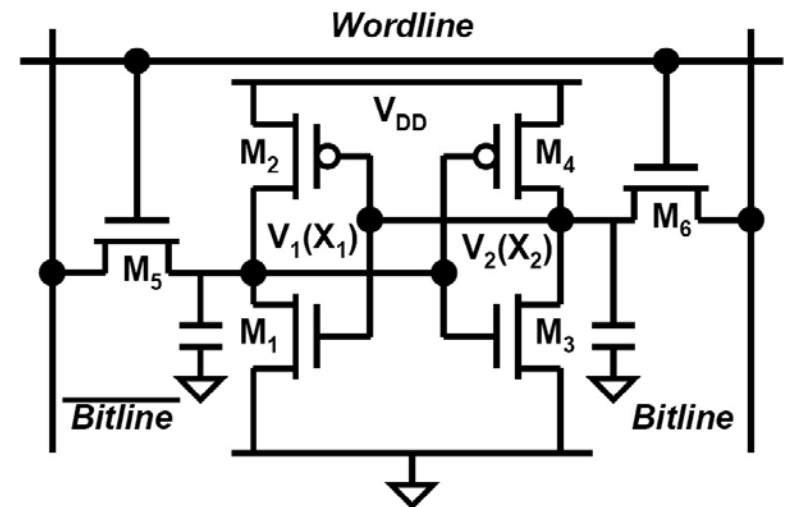 Wordline
V_DD
M_2
M_4
M_6
V_1(X_1)
V_2(X_2)
M_5
M_1
M_3
Bitline
Bitline